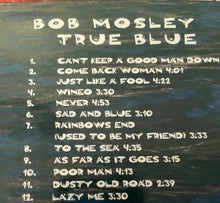 BOB MOSLEY
TRUE BLUE
1. CAN'T KEEP A GOOD MAN DOWN
2. COME BACK WOMAN 4:01
3. JUST LIKE A FOOL 4:22
4. WINEO 3:30
5. NEVER 4:53
6. SAD AND BLUE 3:10
7. RAINBOWS END
(USED TO BE MY FRIEND) 3:33
8. TO THE SEA 4:35
9. AS FAR AS IT GOES 3:15
10. POOR MAN 4:13
11. DUSTY OLD ROAD 2:39
12. LAZY ME 3:30